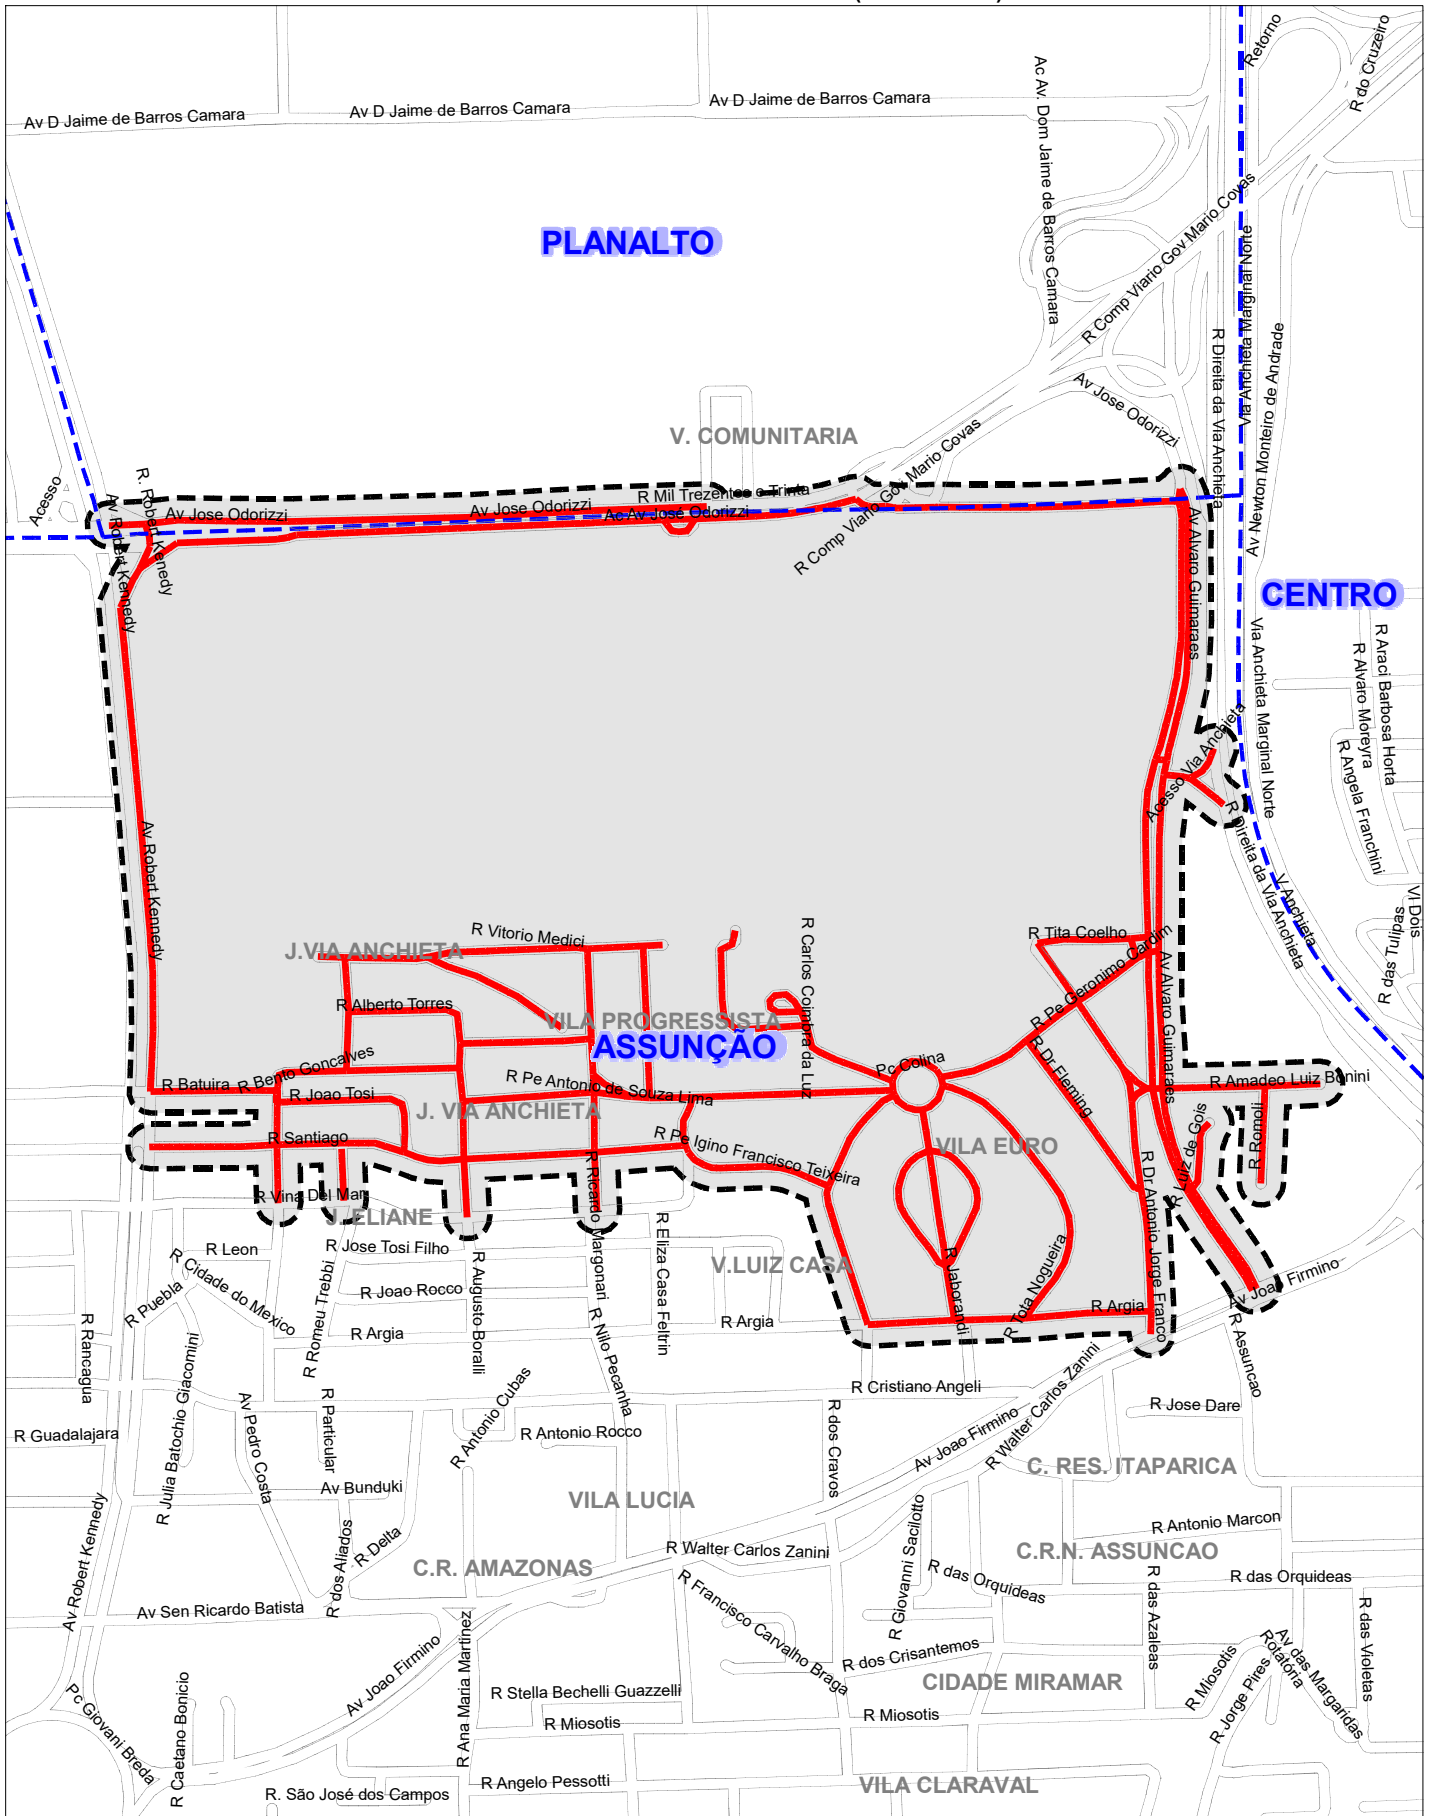 Retorno
R do Cruzeiro
Av D Jaime de Barros Camara
Av D Jaime de Barros Camara
Av D Jaime de Barros Camara
Ac Av. Dom Jaime de Barros Camara
PLANALTO
R Comp Viario Gov Mario Covas
Via Anchieta Marginal Norte
R Direita da Via Anchieta
Av Newton Monteiro de Andrade
Av Jose Odorizzi
V. COMUNITARIA
R Comp Viario Gov Mario Covas
Acesso
R. Robert Kenedy
Av Robert Kennedy
Av Jose Odorizzi
Av Jose Odorizzi
R Mil Trezentos e Trinta
Ac Av José Odorizzi
Av Alvaro Guimaraes
CENTRO
Via Anchieta Marginal Norte
R Araci Barbosa Horta
R Alvaro Moreyra
R Angela Franchini
Acesso Via Anchieta
R Direita da Via Anchieta
V Anchieta
Vl Dois
R das Tulipas
Av Robert Kennedy
J.VIA ANCHIETA
R Vitorio Medici
R Carlos Coimbra da Luz
R Tita Coelho
R Pe Geronimo Cardim
Av Alvaro Guimaraes
R Alberto Torres
VILA PROGRESSISTA
ASSUNÇÃO
Pc Colina
R Dr Fleming
R Batuira
R Bento Goncalves
R Joao Tosi
R Pe Antonio de Souza Lima
J. VIA ANCHIETA
R Amadeo Luiz Bonini
R Romoli
R Luiz de Gois
R Santiago
R Pe Igino Francisco Teixeira
VILA EURO
R Dr Antonio Jorge Franco
R Vina Del Mar
J. ELIANE
R Ricardo Margonari
R Leon
R Jose Tosi Filho
R Eliza Casa Feltrin
V.LUIZ CASA
R Jaborandi
R Tota Nogueira
Av Joao Firmino
R Cidade do Mexico
R Puebla
R Romeu Trebbi
R Joao Rocco
R Augusto Boralli
R Nilo Pecanha
R Argia
R Argia
R Argia
R Assuncao
R Rancagua
R Julia Batochio Giacomini
Av Pedro Costa
R Particular
R Antonio Cubas
R Cristiano Angeli
R Walter Carlos Zanini
R Jose Dare
R Guadalajara
R Antonio Rocco
R dos Cravos
Av Joao Firmino
C. RES. ITAPARICA
Av Bunduki
VILA LUCIA
Av Robert Kennedy
R dos Aliados
R Delta
R Giovanni Sacilotto
R Antonio Marcon
C.R. AMAZONAS
R Walter Carlos Zanini
C.R.N. ASSUNCAO
R das Orquideas
R das Orquideas
R das Azaleas
R das Violetas
Av Sen Ricardo Batista
Av Joao Firmino
R Ana Maria Martinez
R Francisco Carvalho Braga
R dos Crisantemos
CIDADE MIRAMAR
R Miosotis
R Jorge Pires
Rotatória
Av das Margaridas
Pc Giovani Breda
R Caetano Bonicio
R Stella Bechelli Guazzelli
R Miosotis
R Miosotis
R. São José dos Campos
R Angelo Pessotti
VILA CLARAVAL